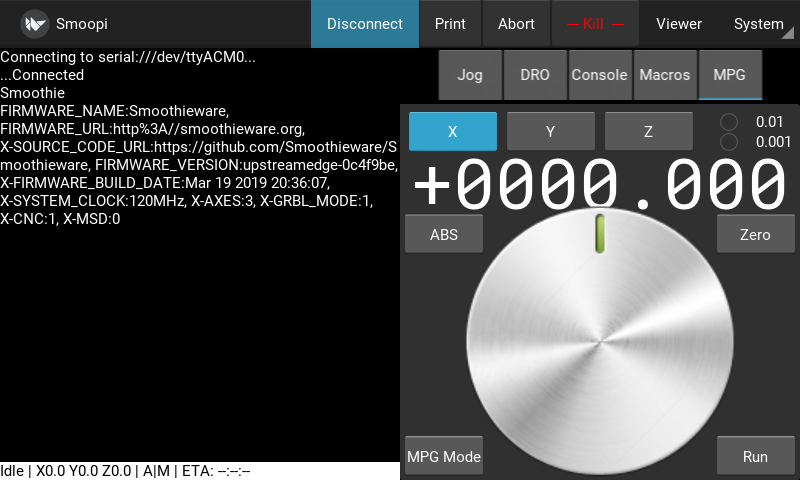 Smoopi Disconnect Print Abort — Kill — Viewer System
Connecting to serial:///dev/ttyACM0...
...Connected
Smoothie
FIRMWARE_NAME:Smoothieware,
FIRMWARE_URL:http%3A//smoothieware.org,
X-SOURCE_CODE_URL:https://github.com/Smoothieware/S
moothieware, FIRMWARE_VERSION:upstreamedge-0c4f9be,
X-FIRMWARE_BUILD_DATE:Mar 19 2019 20:36:07,
X-SYSTEM_CLOCK:120MHz, X-AXES:3, X-GRBL_MODE:1,
X-CNC:1, X-MSD:0
Idle | X0.0 Y0.0 Z0.0 | A|M | ETA: --:--:--
Jog DRO Console Macros MPG
X Y Z
0.01
0.001
+0000.000
ABS Zero
MPG Mode Run